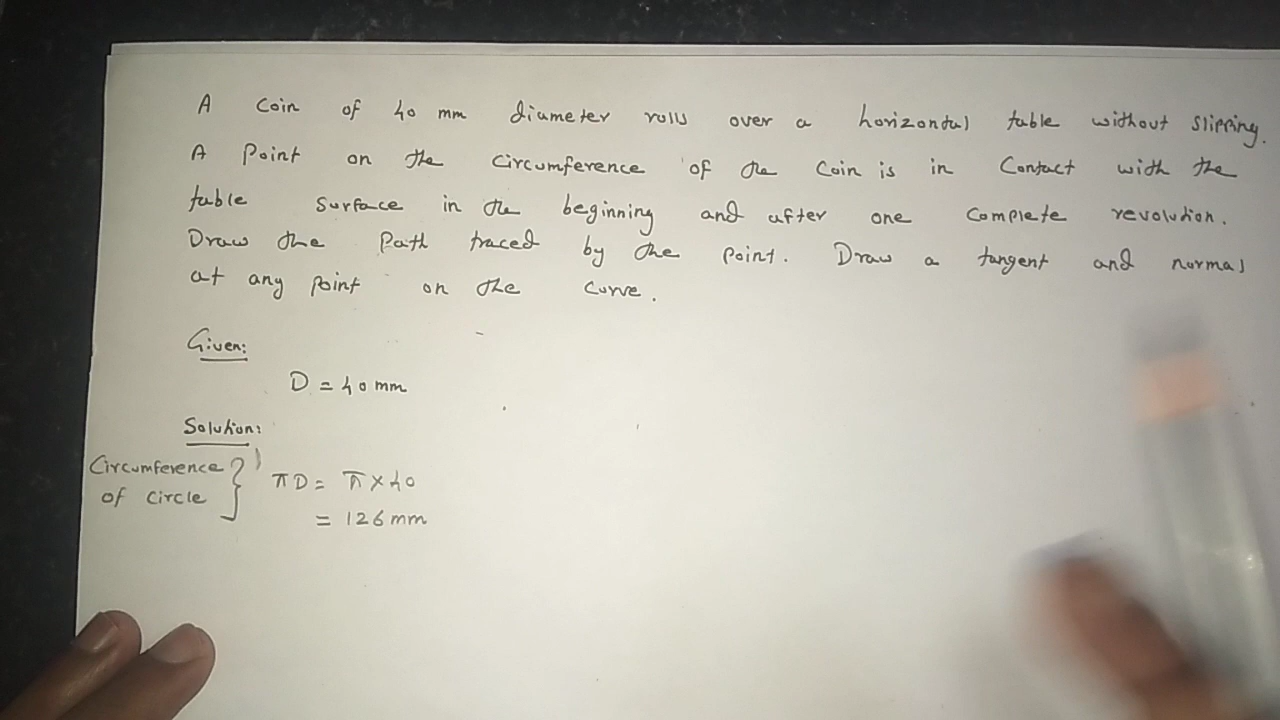 A Coin of 40 mm diameter rolls over a horizontal table without slipping.
A Point on the Circumference of the Coin is in Contact with the
table Surface in the beginning and after one Complete revolution.
Draw the Path traced by the Point. Draw a tangent and normal
at any point on the Curve.
Given:
D = 40 mm
Solution:
Circumference of Circle } πD = π × 40
= 126 mm